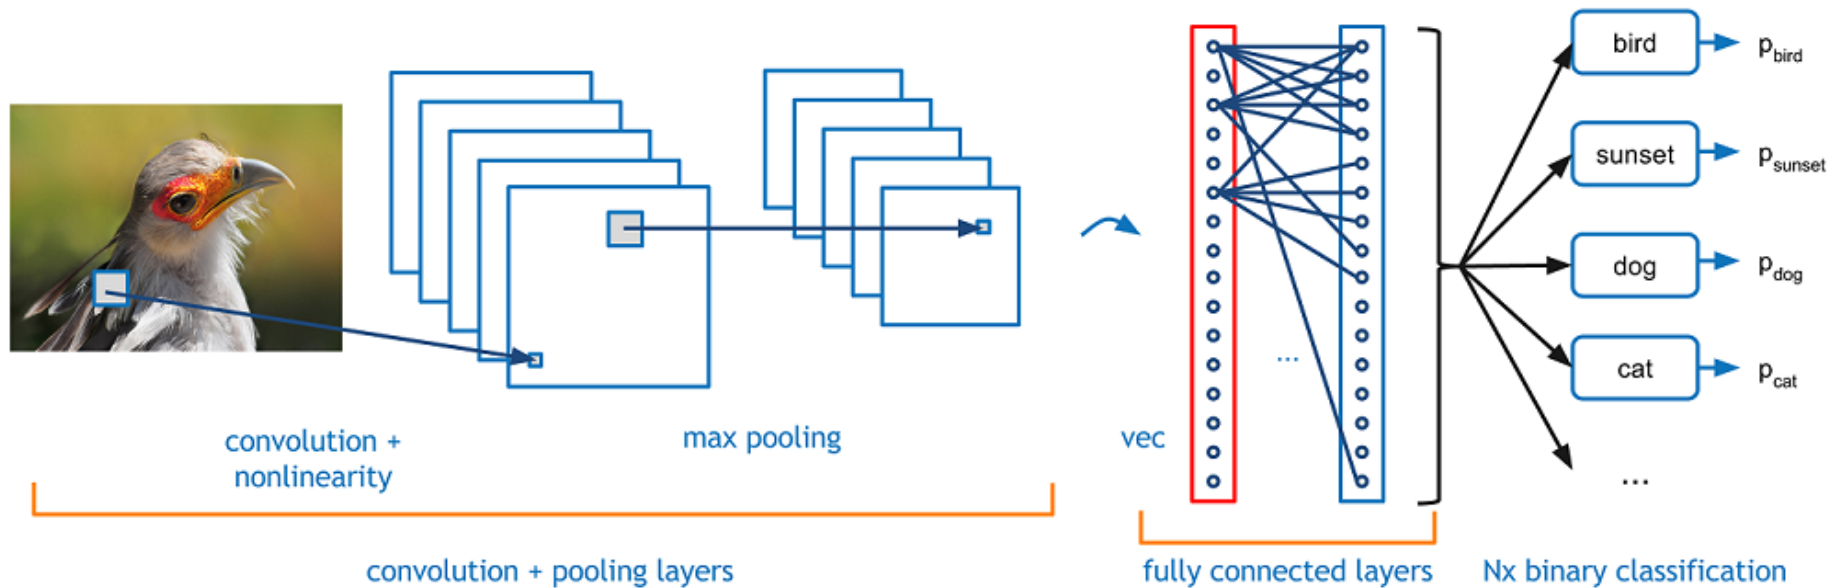 convolution +
nonlinearity
max pooling
vec
convolution + pooling layers
fully connected layers
Nx binary classification
...
bird
p_bird
sunset
p_sunset
dog
p_dog
cat
p_cat
...